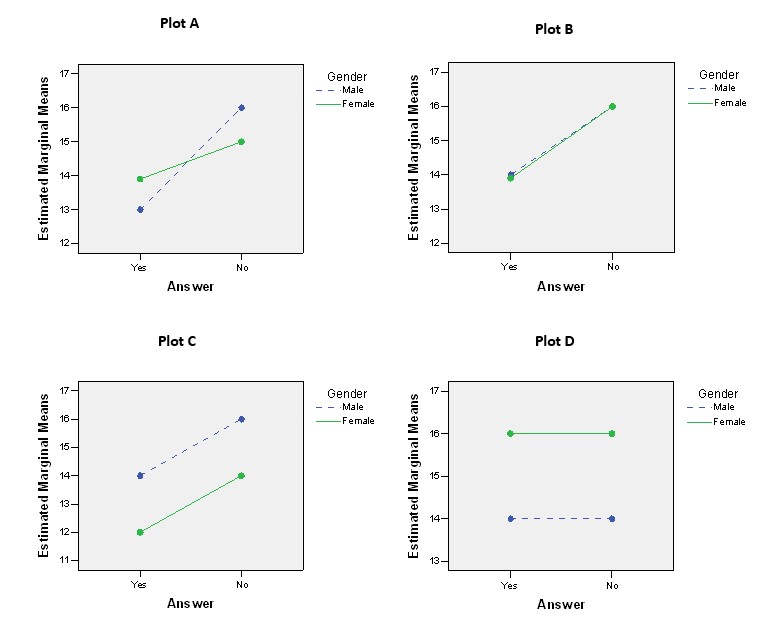 Plot A
Estimated Marginal Means
17
16
15
14
13
12
Yes
No
Answer
Gender
Male
Female
Plot B
Estimated Marginal Means
17
16
15
14
13
12
Yes
No
Answer
Gender
Male
Female
Plot C
Estimated Marginal Means
17
16
15
14
13
12
11
Yes
No
Answer
Gender
Male
Female
Plot D
Estimated Marginal Means
17
16
15
14
13
Yes
No
Answer
Gender
Male
Female